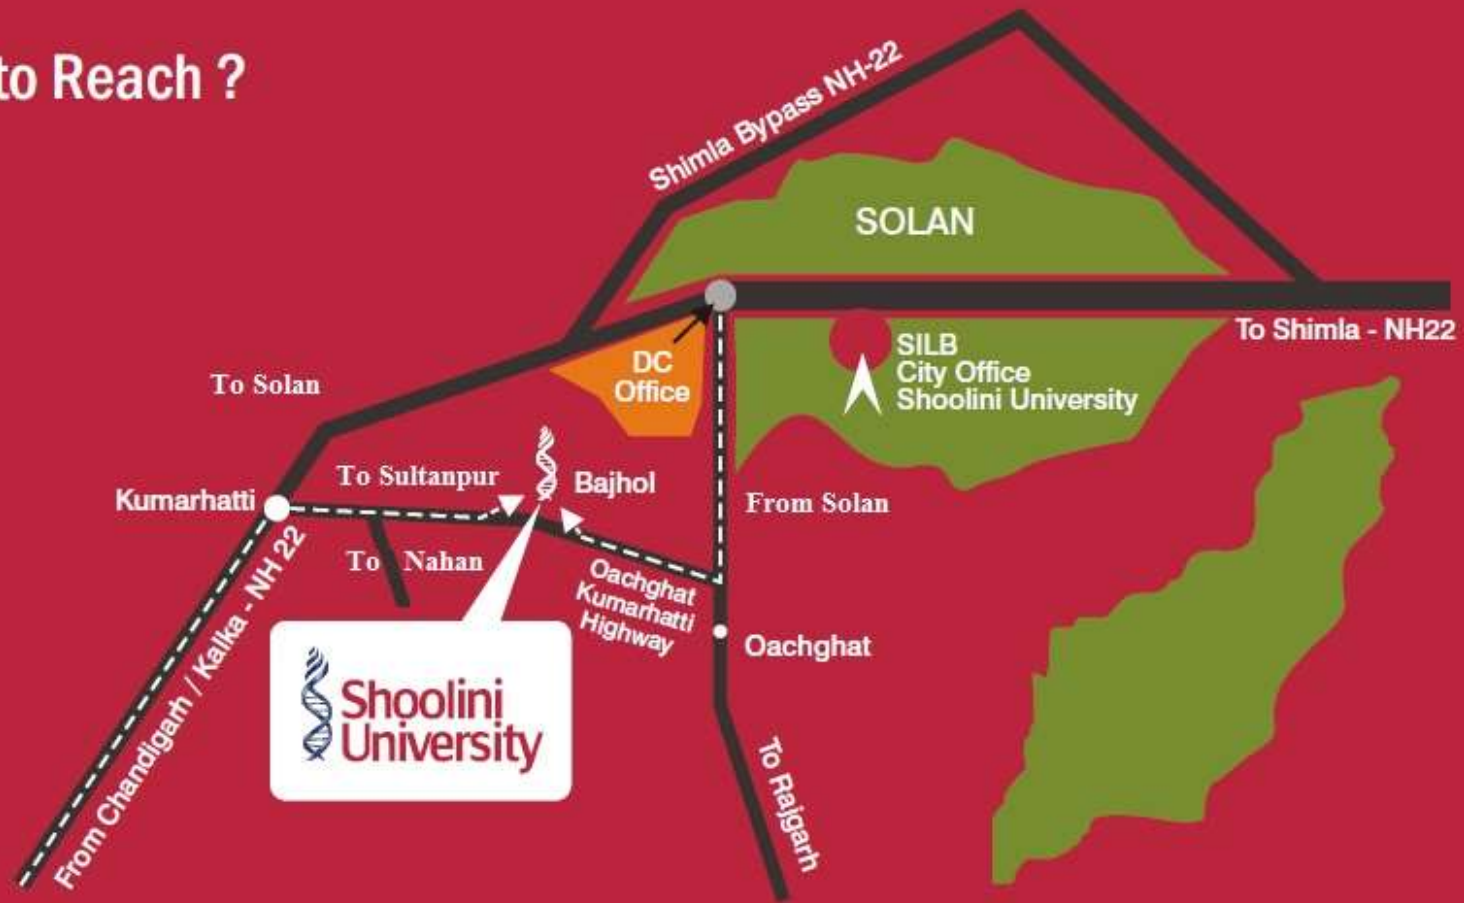 to Reach ?
Shimla Bypass NH-22
SOLAN
To Shimla - NH22
SILB
City Office
Shoolini University
DC
Office
To Solan
To Sultanpur
Bajhol
Kumarhatti
From Solan
To Nahan
Oachghat
Kumarhatti
Highway
Oachghat
From Chandigarh / Kalka - NH 22
Shoolini
University
To Rajgarh